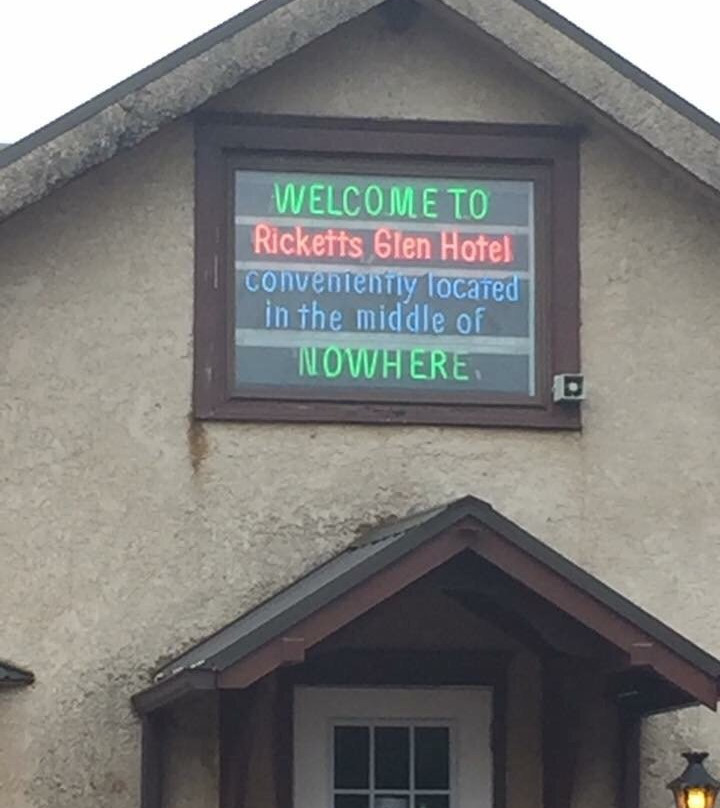 WELCOME TO
Ricketts Glen Hotel
conveniently located
in the middle of
NOWHERE